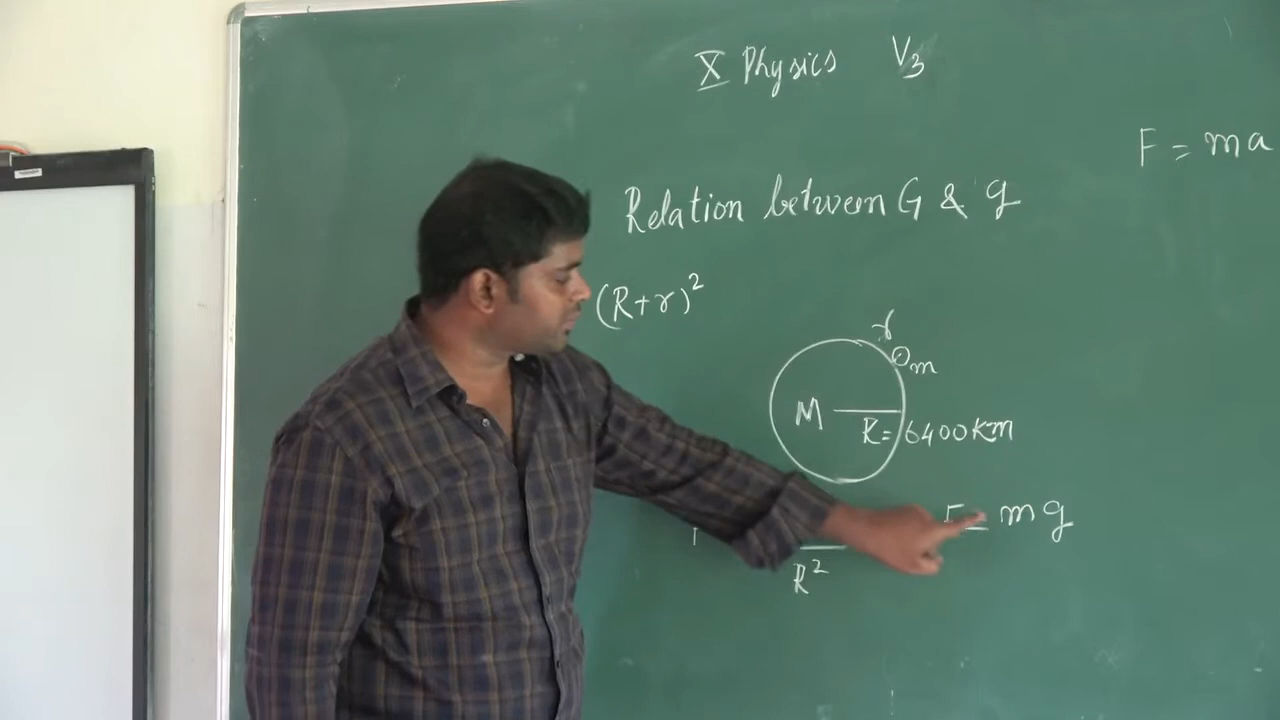 X Physics V₃
F = ma
Relation between G & g
(R+r)²
r
m
M
R= 6400 km
F = mg
R²